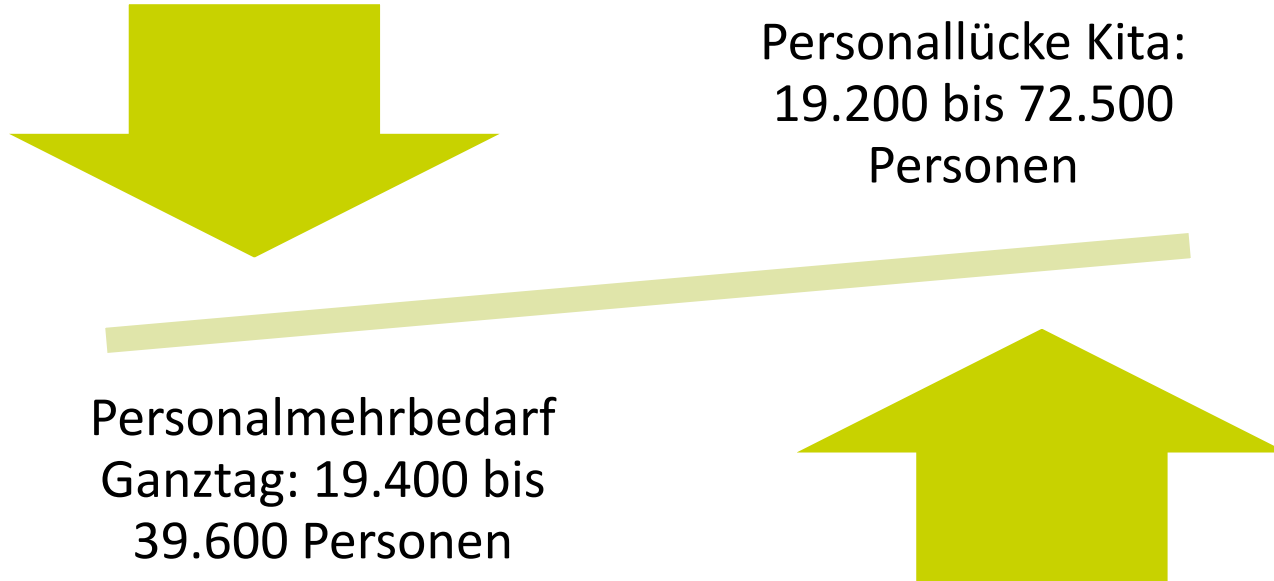 Personallücke Kita:
19.200 bis 72.500
Personen
Personalmehrbedarf
Ganztag: 19.400 bis
39.600 Personen